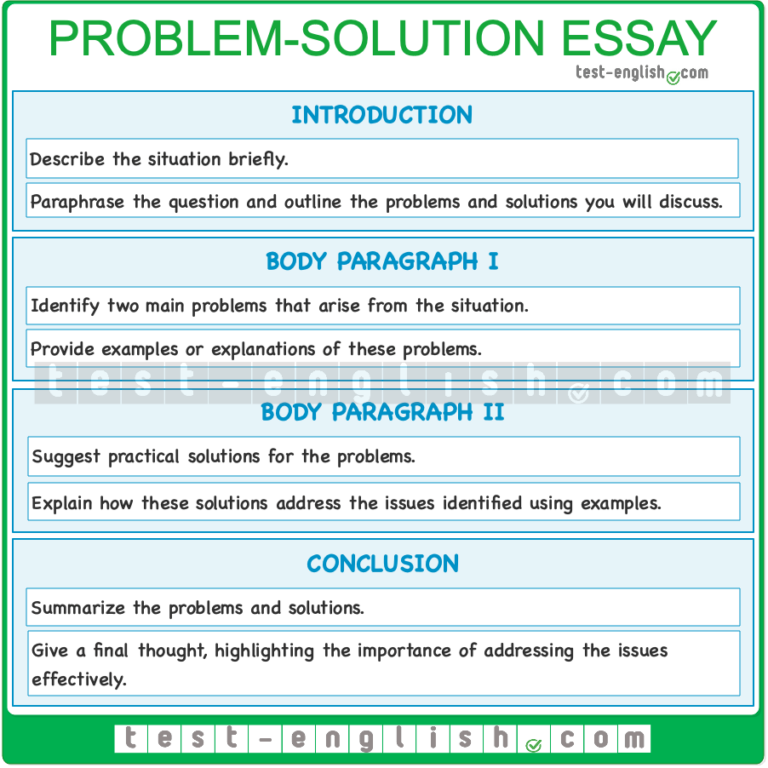 PROBLEM-SOLUTION ESSAY
test-english.com
INTRODUCTION
Describe the situation briefly.
Paraphrase the question and outline the problems and solutions you will discuss.
BODY PARAGRAPH I
Identify two main problems that arise from the situation.
Provide examples or explanations of these problems.
test-english.com
BODY PARAGRAPH II
Suggest practical solutions for the problems.
Explain how these solutions address the issues identified using examples.
CONCLUSION
Summarize the problems and solutions.
Give a final thought, highlighting the importance of addressing the issues
effectively.
test-english.com